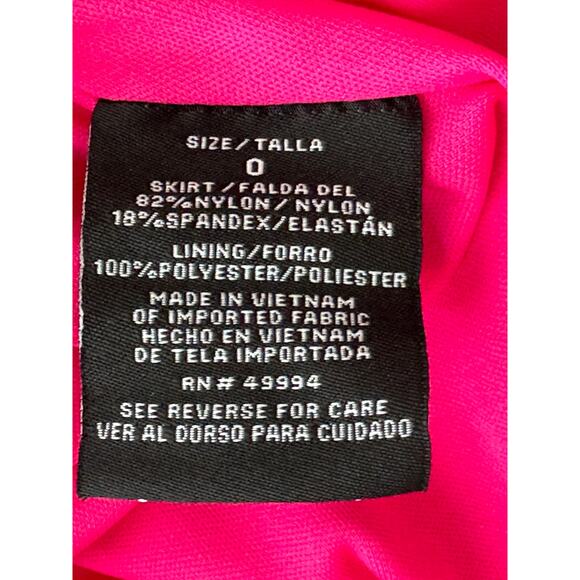 SIZE/TALLA
0
SKIRT/FALDA DEL
82%NYLON/NYLON
18%SPANDEX/ELASTÁN
LINING/FORRO
100%POLYESTER/POLIESTER
MADE IN VIETNAM
OF IMPORTED FABRIC
HECHO EN VIETNAM
DE TELA IMPORTADA
RN# 49994
SEE REVERSE FOR CARE
VER AL DORSO PARA CUIDADO